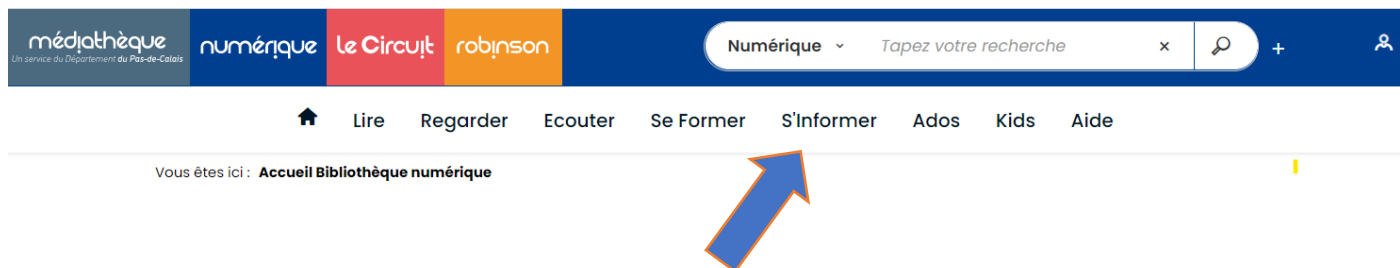 médiathèque
Un service du Département du Pas-de-Calais
numérique
le Circuit
robinson
Numérique
Tapez votre recherche
×
+
Lire Regarder Ecouter Se Former S'Informer Ados Kids Aide
Vous êtes ici : Accueil Bibliothèque numérique